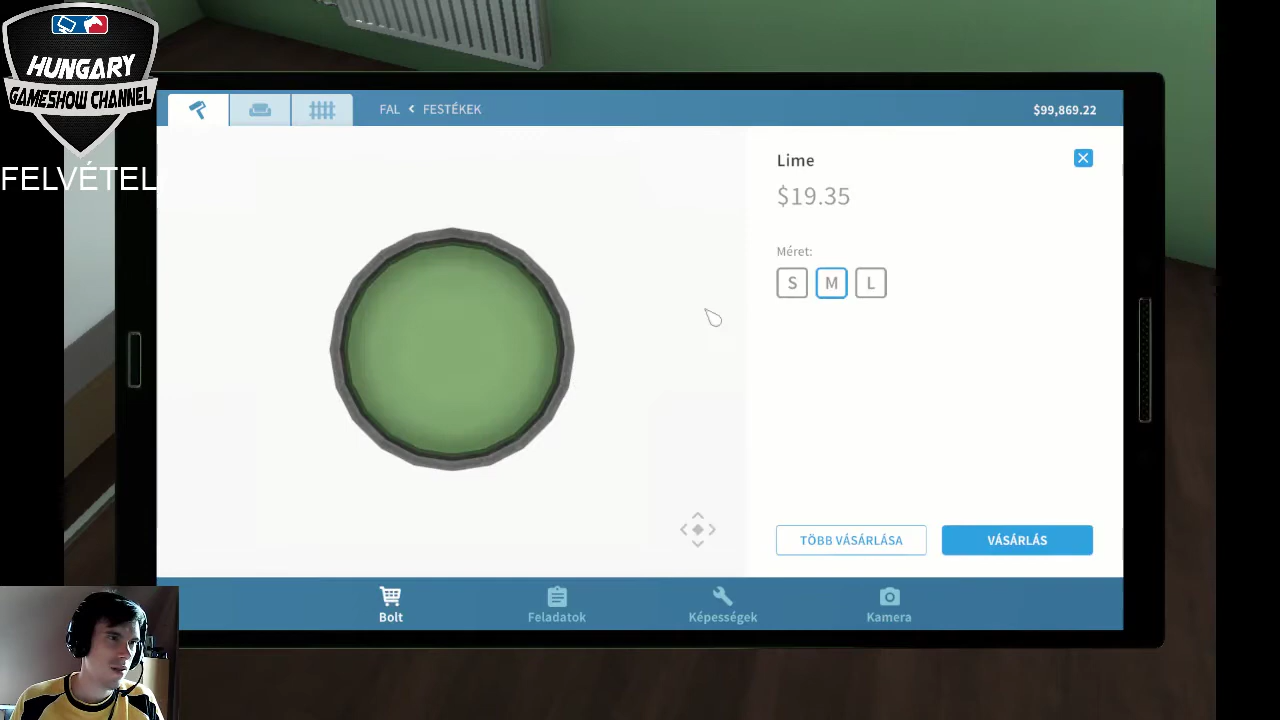 HUNGARY
GAMESHOW CHANNEL
FELVÉTEL
FAL < FESTÉKEK
$99,869.22
Lime
$19.35
Méret:
S M L
TÖBB VÁSÁRLÁSA
VÁSÁRLÁS
Bolt
Feladatok
Képességek
Kamera